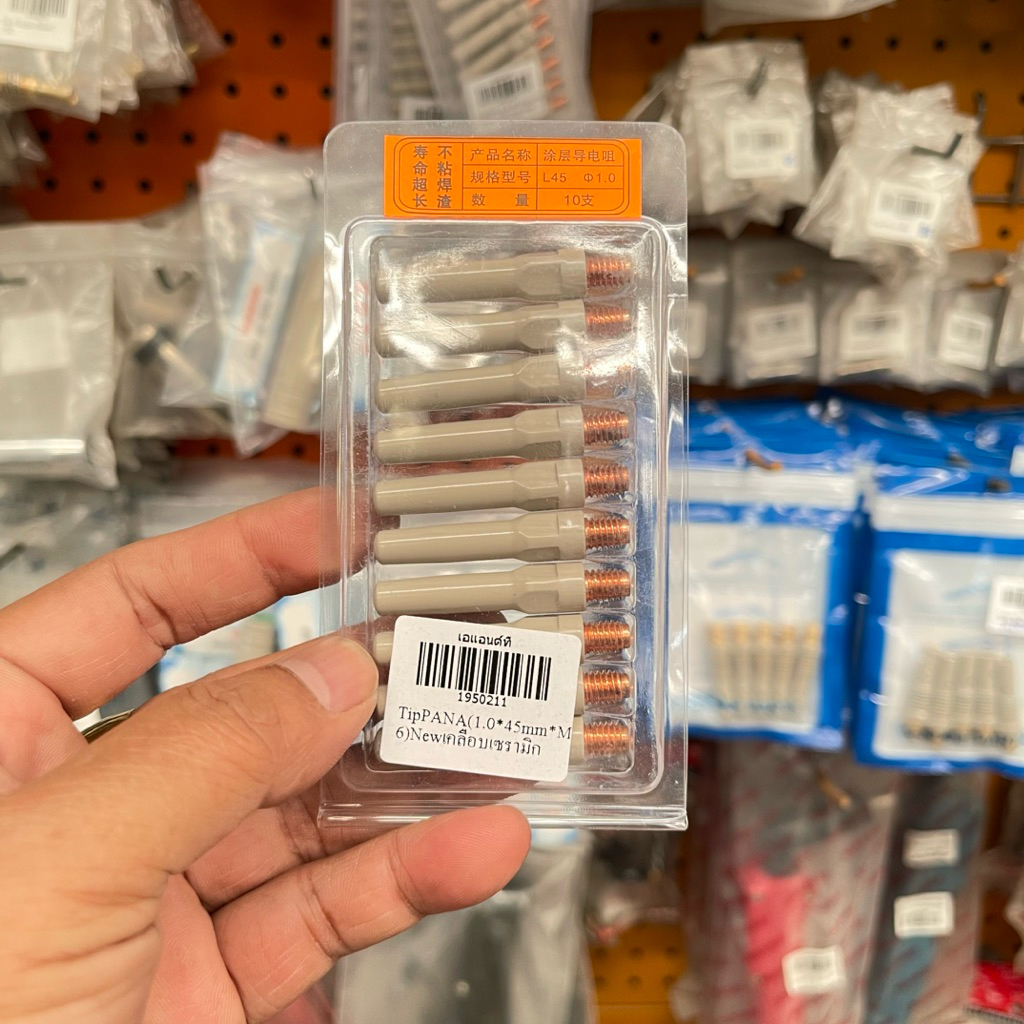 寿 不
命 粘
超 焊
长 渣
产品名称 涂层导电咀
规格型号 L45 Φ1.0
数 量 10支
เอแอนด์ที
1950211
TipPANA(1.0*45mm*M
6)Newเคลือบเซรามิก